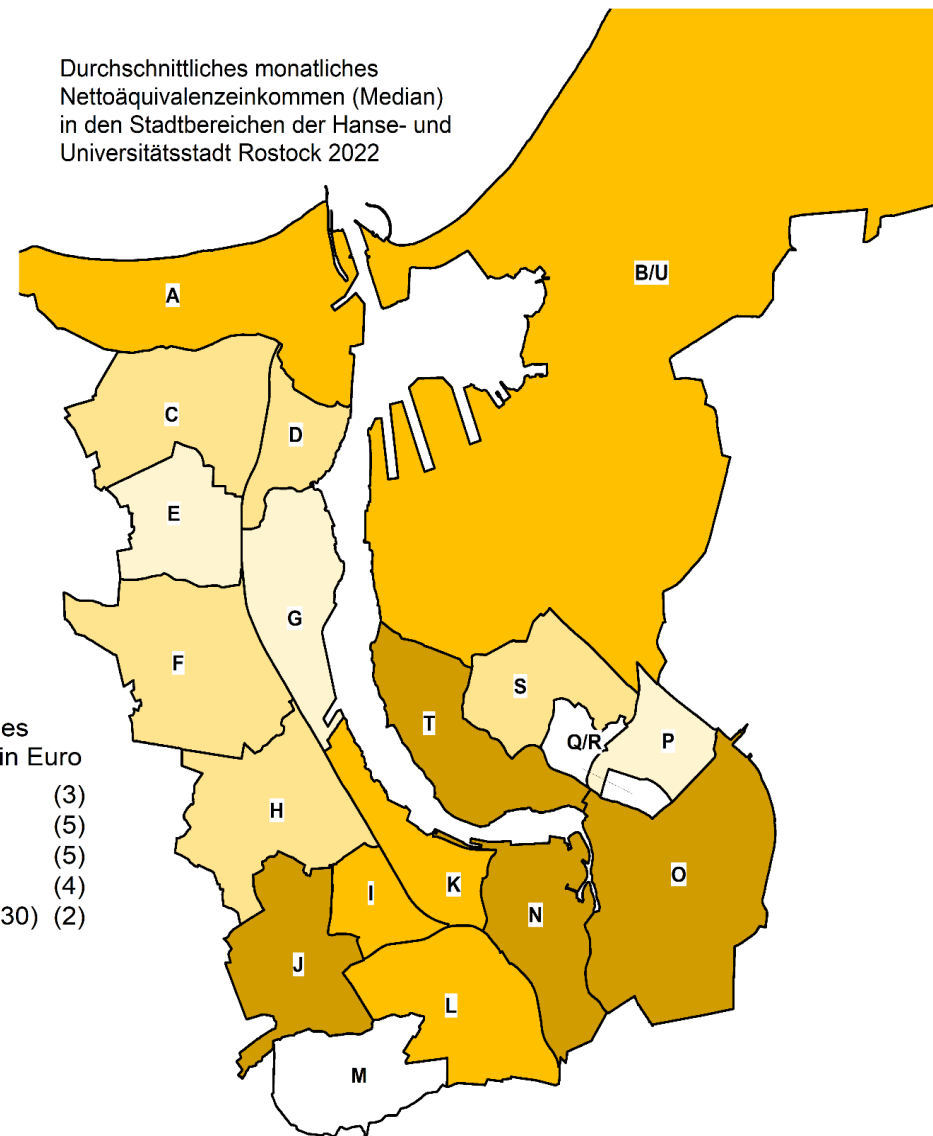 Durchschnittliches monatliches
Nettoäquivalenzeinkommen (Median)
in den Stadtbereichen der Hanse- und
Universitätsstadt Rostock 2022
B/U
A
C
D
E
G
F
S
T
Q/R
P
es
in Euro
(3)
(5)
(5)
(4)
30) (2)
H
O
I
K
N
J
L
M